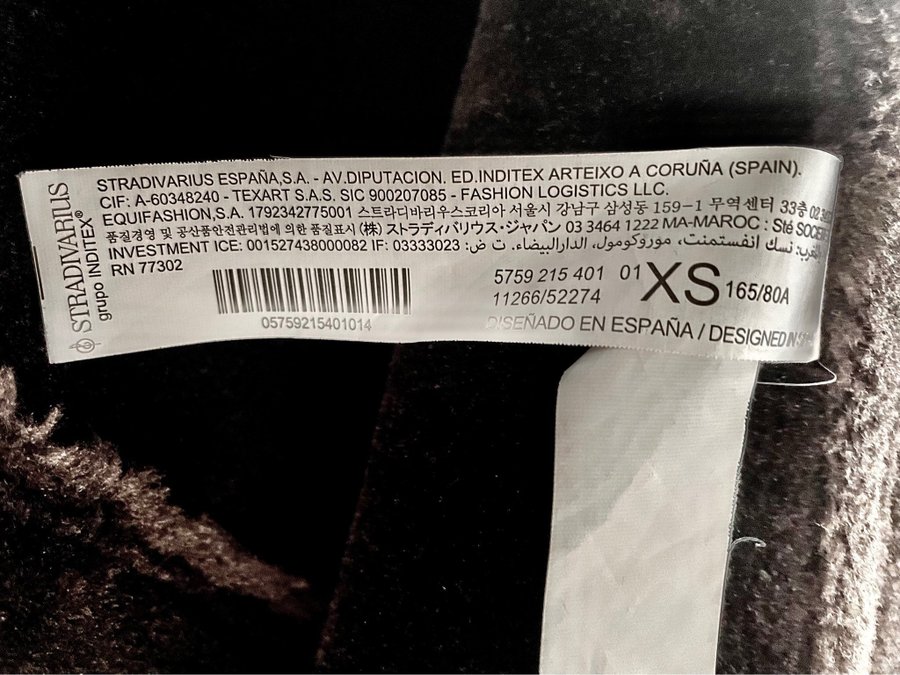 STRADIVARIUS
grupo INDITEX®
STRADIVARIUS ESPAÑA,S.A. - AV.DIPUTACION. ED.INDITEX ARTEIXO A CORUÑA (SPAIN).
CIF: A-60348240 - TEXART S.A.S. SIC 900207085 - FASHION LOGISTICS LLC.
EQUIFASHION,S.A. 1792342775001 스트라디바리우스코리아 서울시 강남구 삼성동 159-1 무역센터 33층 02
품질경영 및 공산품안전관리법에 의한 품질표시 (株) ストラディバリウス・ジャパン 03 3464 1222 MA-MAROC : Sté
INVESTMENT ICE: 001527438000082 IF: 03333023 :نسك انفستمنت، موروكومول، الدارالبيضاء. ت ض
RN 77302
05759215401014
5759 215 401 01 XS 165/80A
11266/52274
DISEÑADO EN ESPAÑA / DESIGNED IN